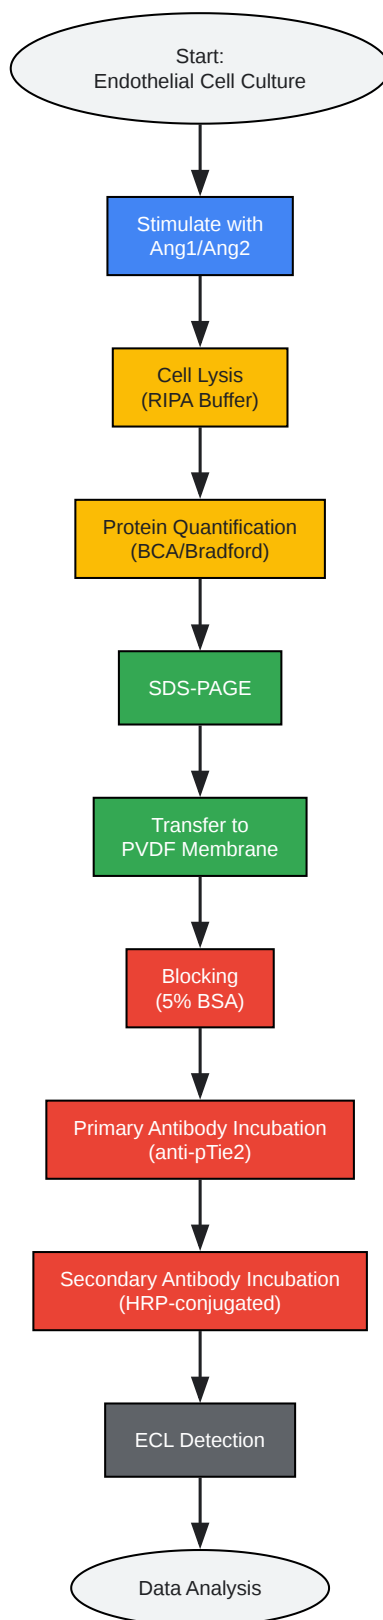 Start:
Endothelial Cell Culture
Stimulate with
Ang1/Ang2
Cell Lysis
(RIPA Buffer)
Protein Quantification
(BCA/Bradford)
SDS-PAGE
Transfer to
PVDF Membrane
Blocking
(5% BSA)
Primary Antibody Incubation
(anti-pTie2)
Secondary Antibody Incubation
(HRP-conjugated)
ECL Detection
Data Analysis